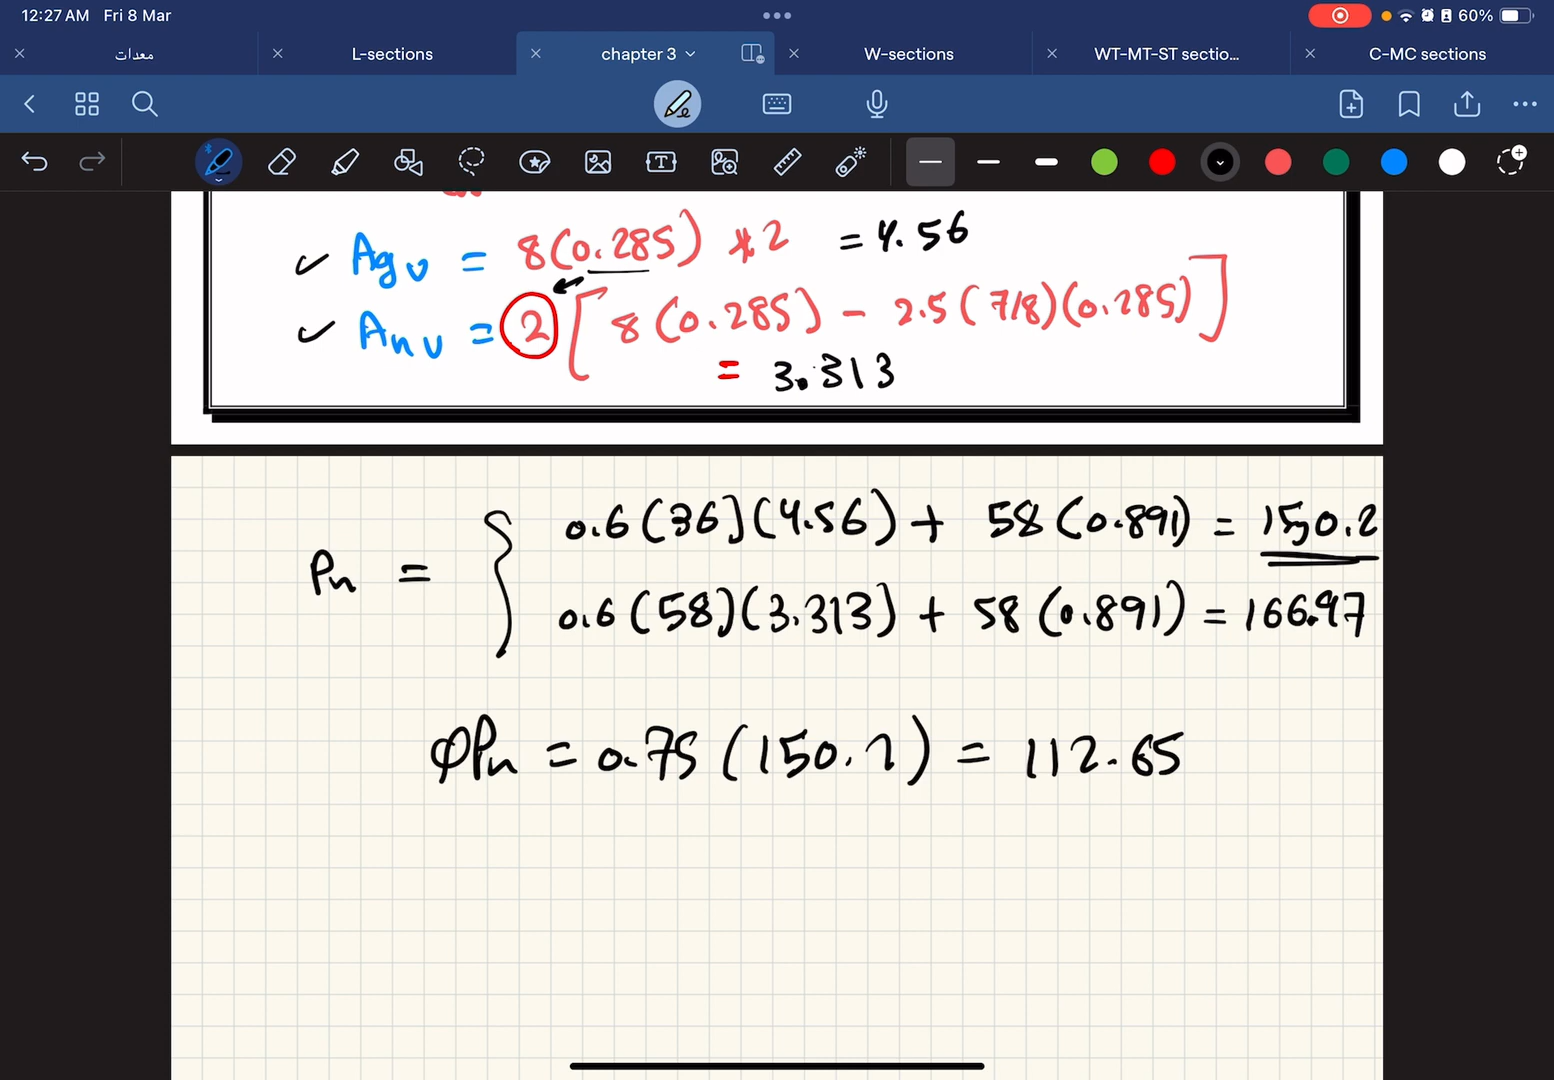 12:27 AM Fri 8 Mar
60%
معدات
L-sections
chapter 3
W-sections
WT-MT-ST sectio...
C-MC sections
✓ Agv = 8(0.285) * 2 = 4.56
✓ Anv = 2 [ 8(0.285) - 2.5(7/8)(0.285) ]
= 3.313
Pn = { 0.6(36)(4.56) + 58(0.891) = 150.2
0.6(58)(3.313) + 58(0.891) = 166.97
φPn = 0.75(150.2) = 112.65